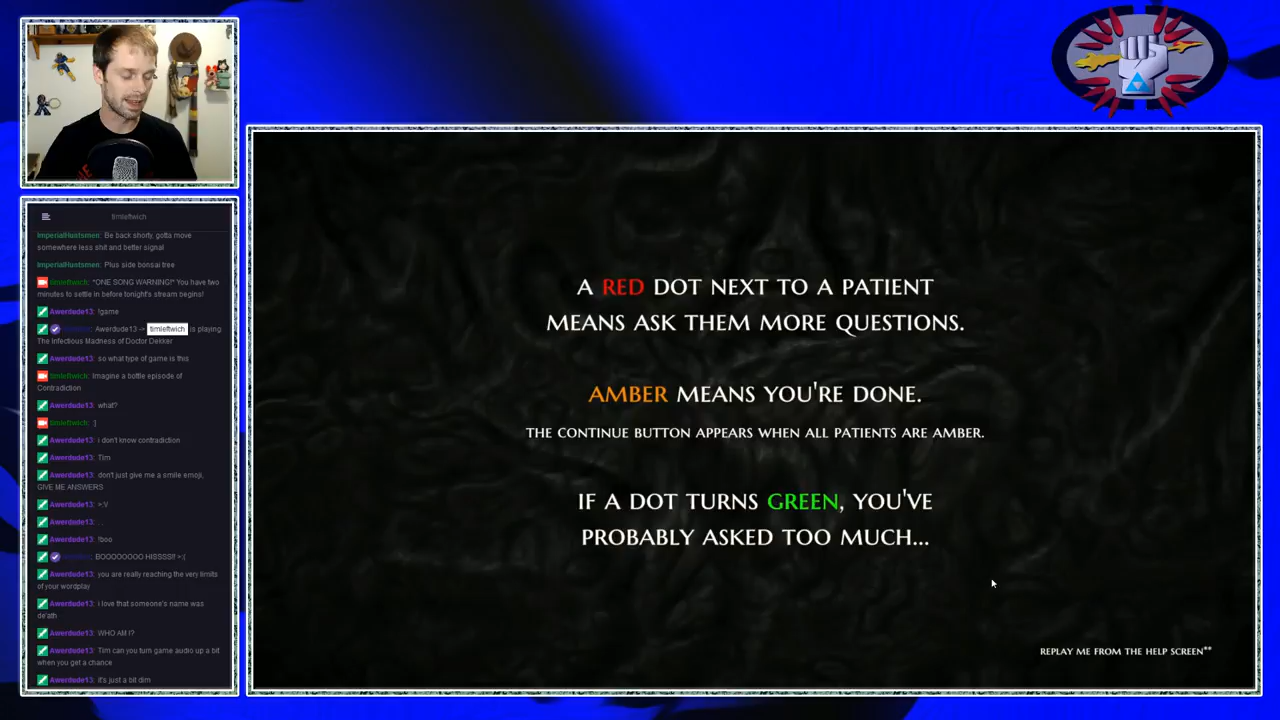 timleftwich
ImperialHuntsmen: Be back shortly, gotta move
somewhere less shit and better signal
ImperialHuntsmen: Plus side bonsai tree
timleftwich: *ONE SONG WARNING!* You have two
minutes to settle in before tonight's stream begins!
Awerdude13: !game
Awerdude13 -> timleftwich is playing
The Infectious Madness of Doctor Dekker
Awerdude13: so what type of game is this
timleftwich: Imagine a bottle episode of
Contradiction
Awerdude13: what?
timleftwich: :]
Awerdude13: i don't know contradiction
Awerdude13: Tim
Awerdude13: don't just give me a smile emoji,
GIVE ME ANSWERS
Awerdude13: >:V
Awerdude13: . .
Awerdude13: !boo
BOOOOOOOO HISSSS!! >:(
Awerdude13: you are really reaching the very limits
of your wordplay
Awerdude13: i love that someone's name was
de'ath
Awerdude13: WHO AM I?
Awerdude13: Tim can you turn game audio up a bit
when you get a chance
Awerdude13: it's just a bit dim
A RED DOT NEXT TO A PATIENT
MEANS ASK THEM MORE QUESTIONS.
AMBER MEANS YOU'RE DONE.
THE CONTINUE BUTTON APPEARS WHEN ALL PATIENTS ARE AMBER.
IF A DOT TURNS GREEN, YOU'VE
PROBABLY ASKED TOO MUCH...
REPLAY ME FROM THE HELP SCREEN**